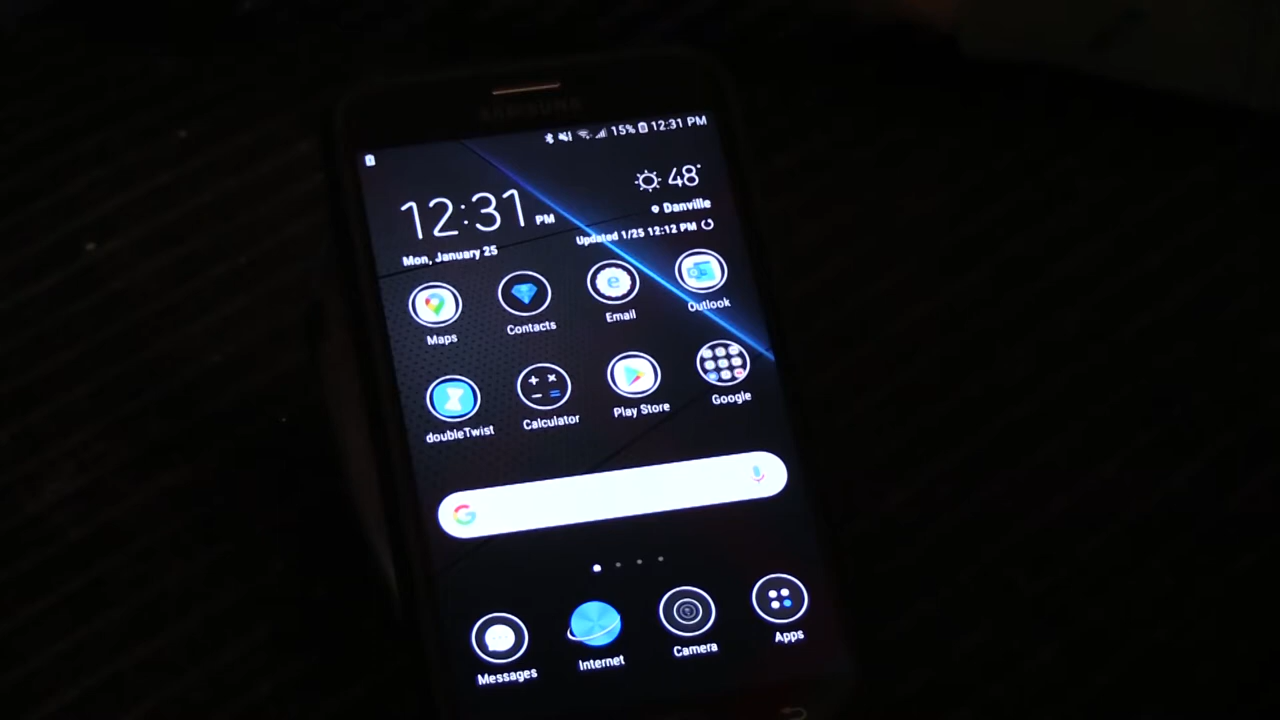 SAMSUNG
15% 12:31 PM
12:31 PM
Mon, January 25
48°
Danville
Updated 1/25 12:12 PM
Maps
Contacts
Email
Outlook
doubleTwist
Calculator
Play Store
Google
Messages
Internet
Camera
Apps